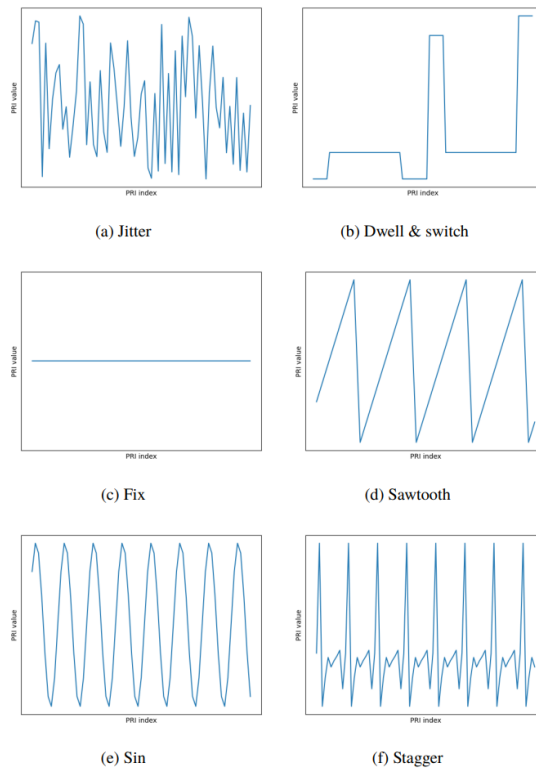 PRI value
PRI index
(a) Jitter
PRI value
PRI index
(b) Dwell & switch
PRI value
PRI index
(c) Fix
PRI value
PRI index
(d) Sawtooth
PRI value
PRI index
(e) Sin
PRI value
PRI index
(f) Stagger